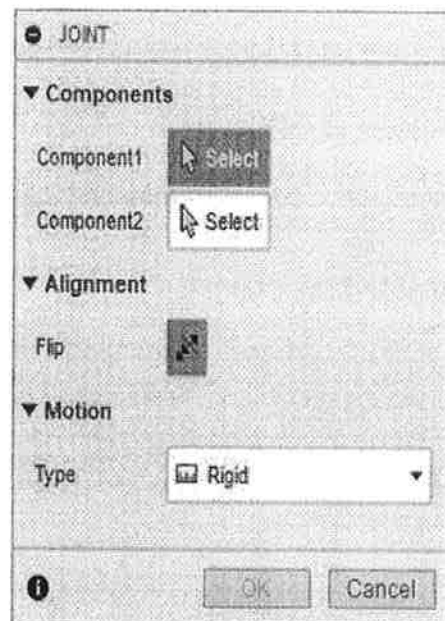 JOINT
Components
Component1 Select
Component2 Select
Alignment
Flip
Motion
Type Rigid
OK Cancel